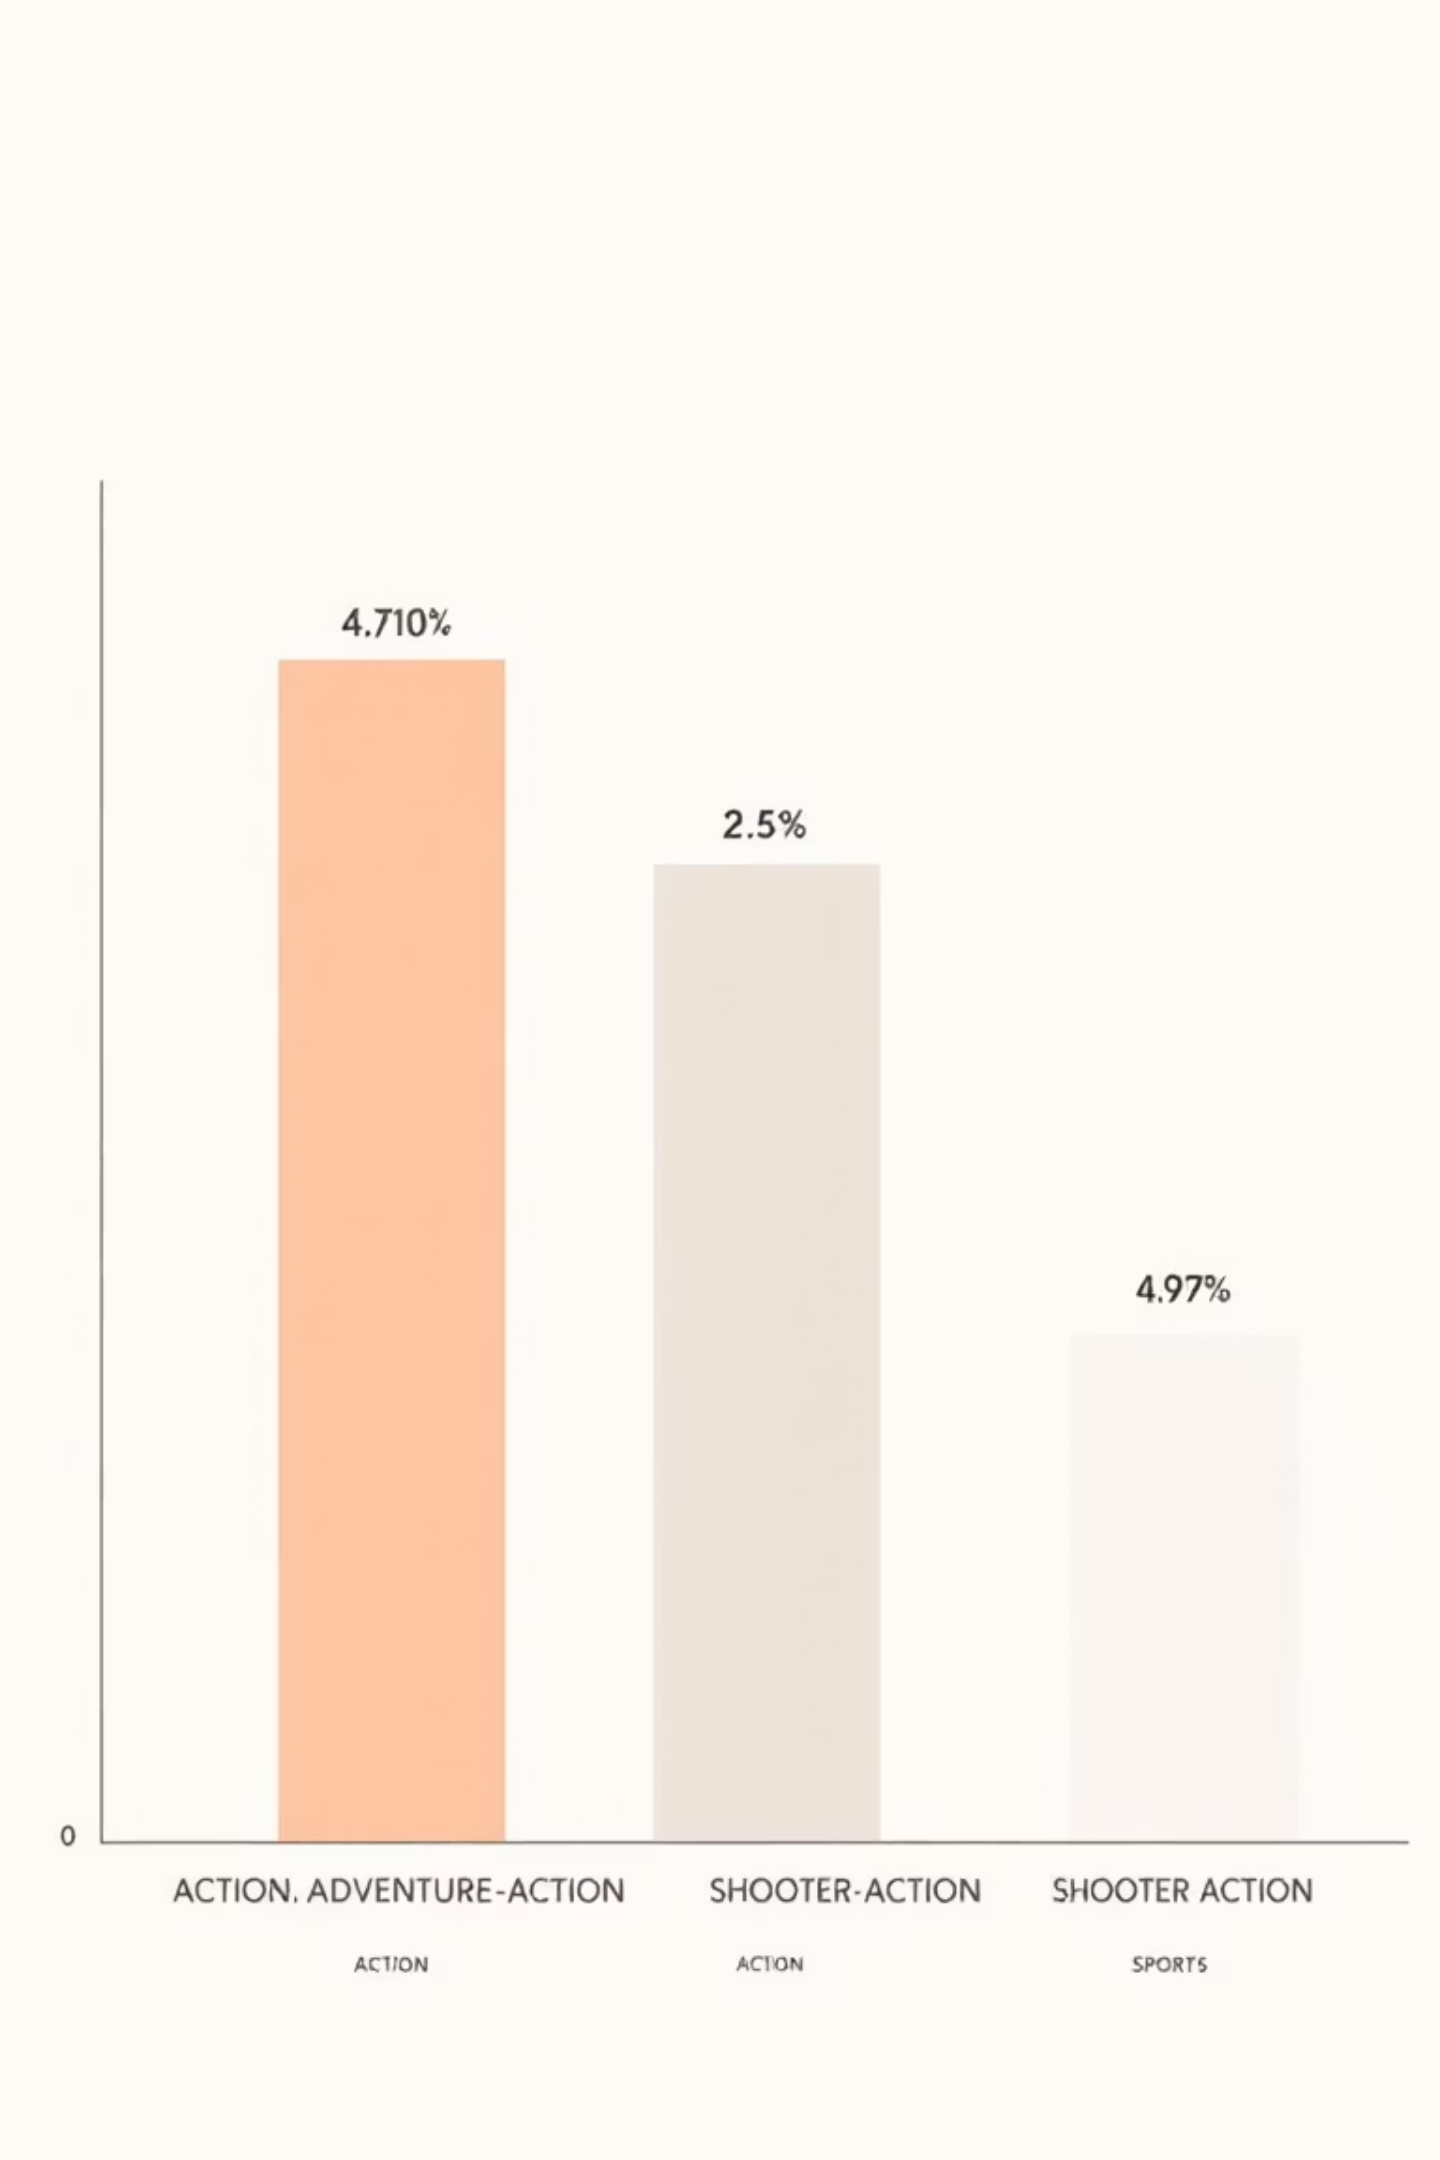 4.710%
2.5%
4.97%
0
ACTION. ADVENTURE-ACTION SHOOTER-ACTION SHOOTER ACTION
ACTION ACTION SPORTS